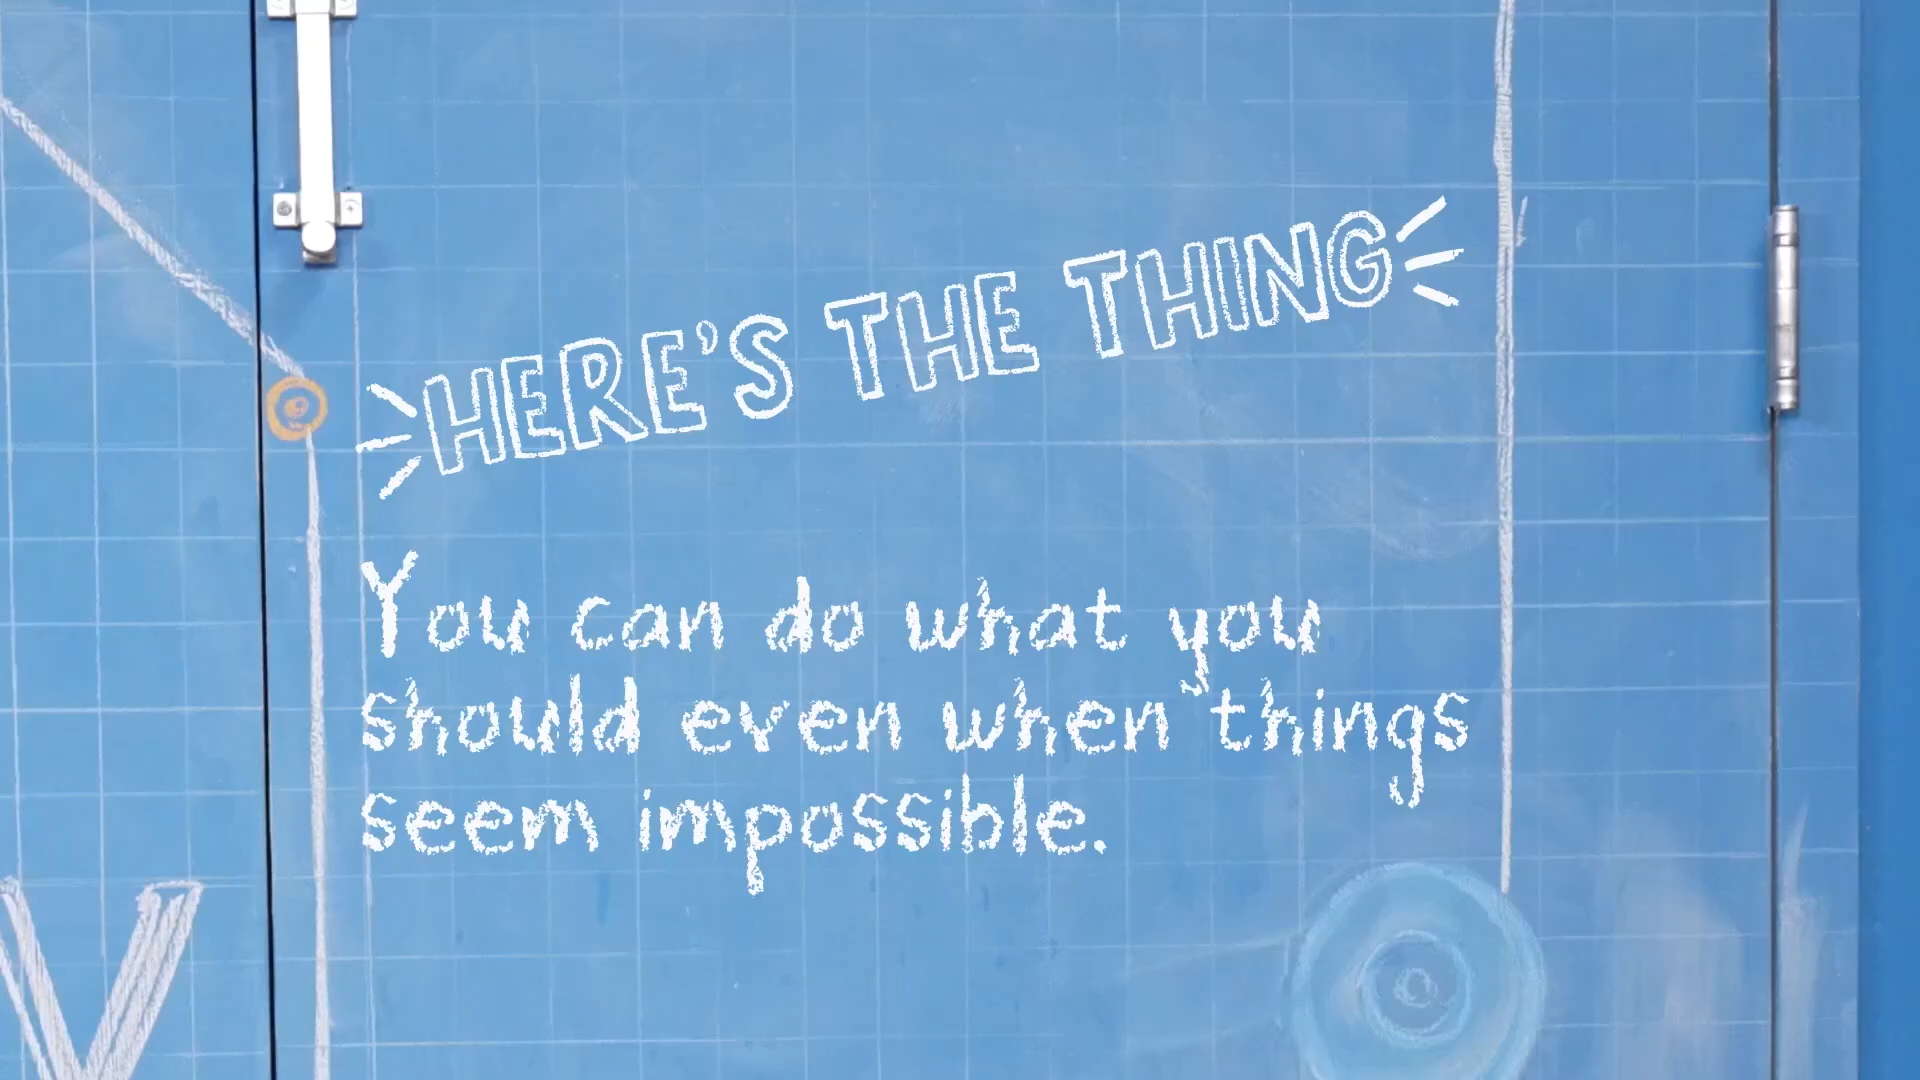 HERE'S THE THING
You can do what you
should even when things
seem impossible.